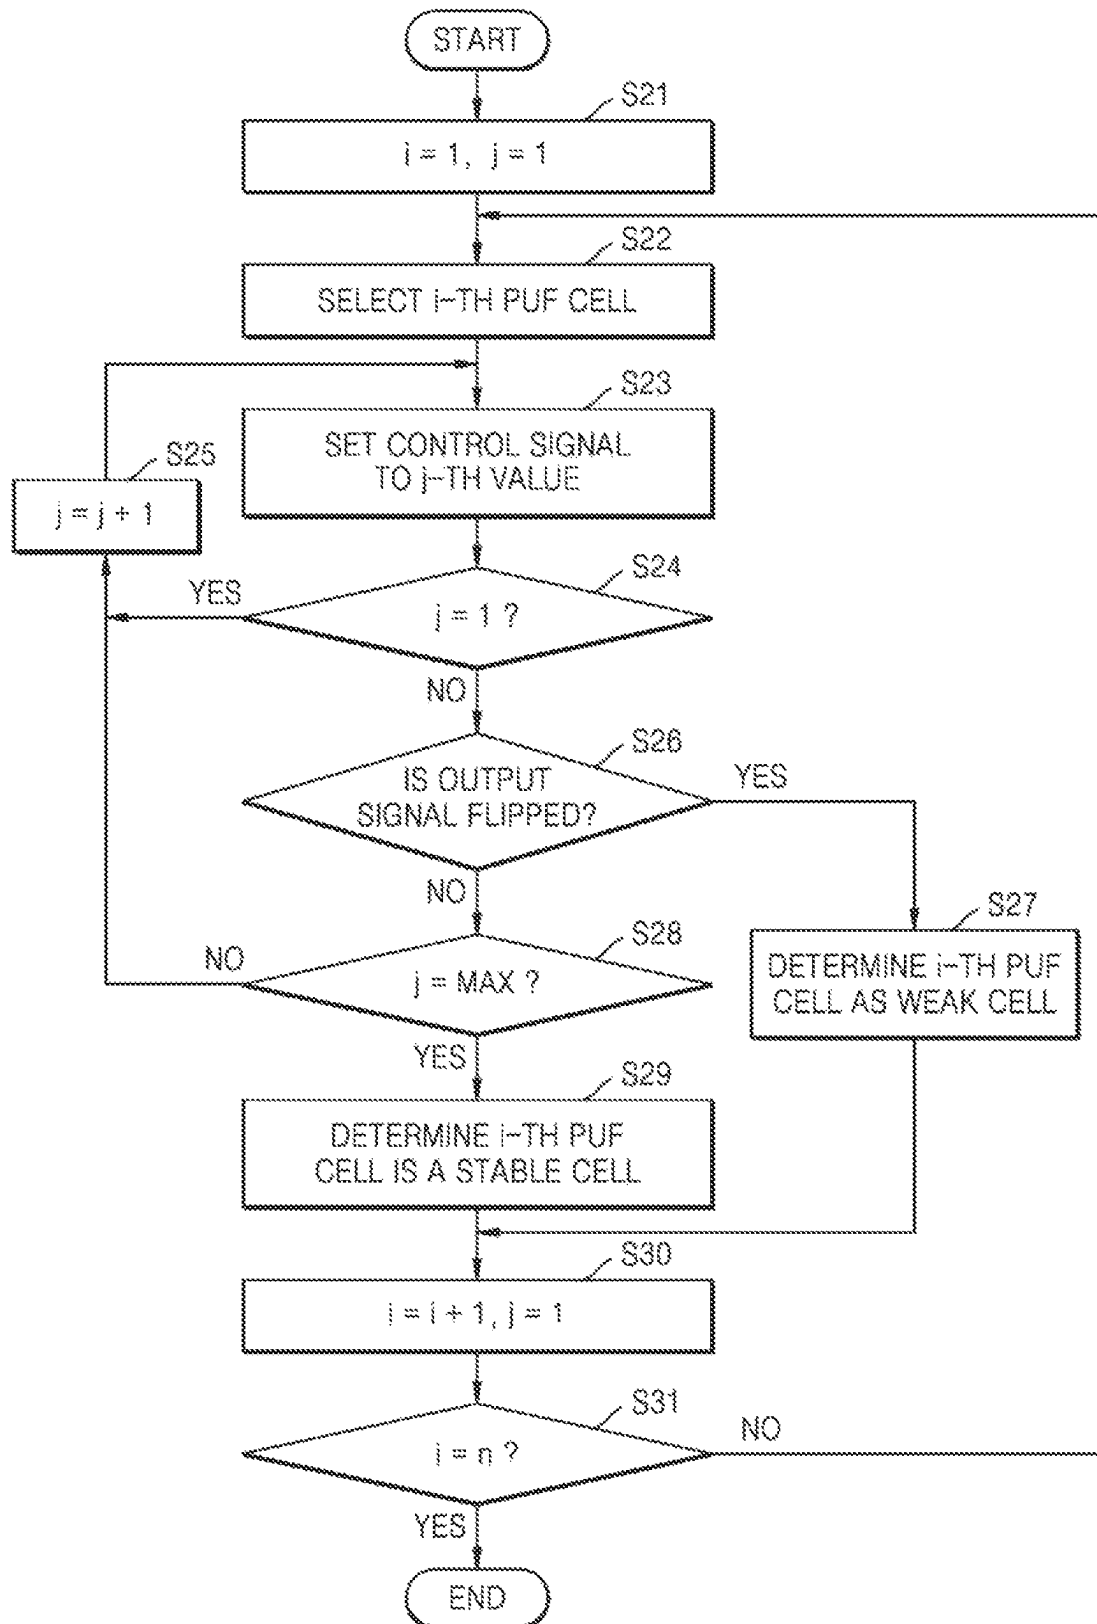 START
S21
i = 1, j = 1
S22
SELECT i-TH PUF CELL
S23
SET CONTROL SIGNAL
TO j-TH VALUE
S25
j = j + 1
S24
YES
j = 1 ?
NO
S26
IS OUTPUT
SIGNAL FLIPPED?
YES
NO
S27
DETERMINE i-TH PUF
CELL AS WEAK CELL
S28
NO
j = MAX ?
YES
S29
DETERMINE i-TH PUF
CELL IS A STABLE CELL
S30
i = i + 1, j = 1
S31
i = n ?
NO
YES
END